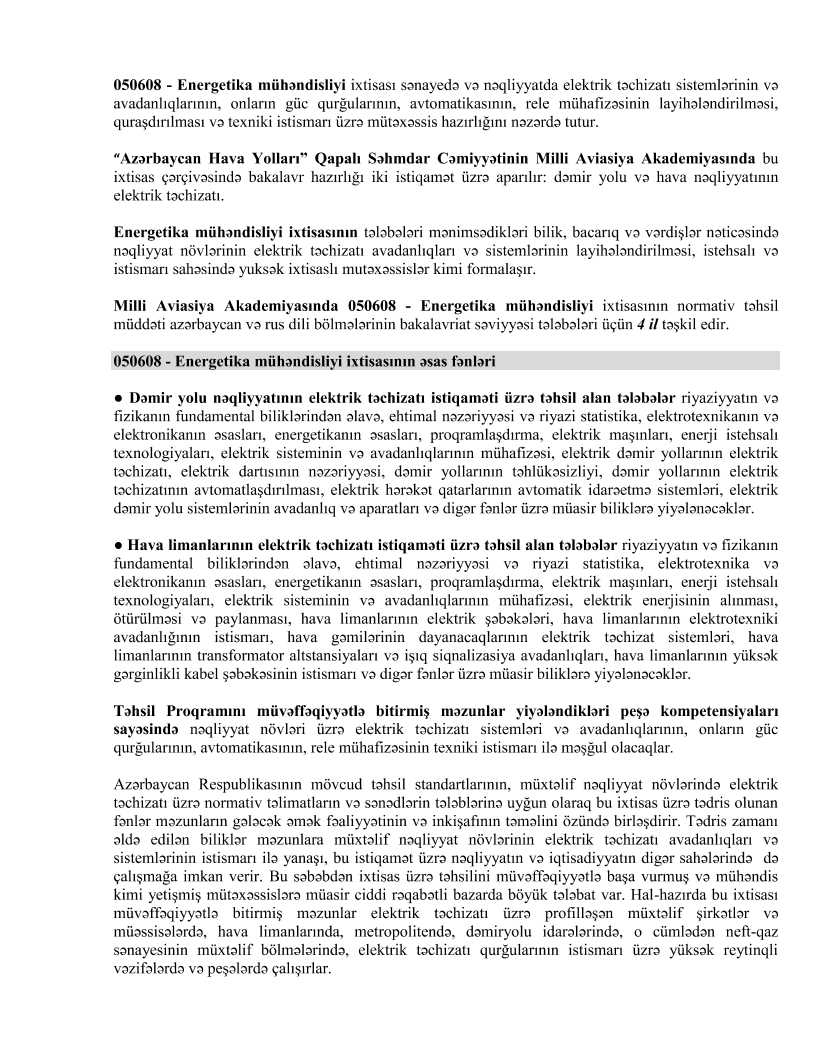 050608 - Energetika mühəndisliyi ixtisası sənayedə və nəqliyyatda elektrik təchizatı sistemlərinin və
avadanlıqlarının, onların güc qurğularının, avtomatikasının, rele mühafizəsinin layihələndirilməsi,
quraşdırılması və texniki istismarı üzrə mütəxəssis hazırlığını nəzərdə tutur.
“Azərbaycan Hava Yolları” Qapalı Səhmdar Cəmiyyətinin Milli Aviasiya Akademiyasında bu
ixtisas çərçivəsində bakalavr hazırlığı iki istiqamət üzrə aparılır: dəmir yolu və hava nəqliyyatının
elektrik təchizatı.
Energetika mühəndisliyi ixtisasının tələbələri mənimsədikləri bilik, bacarıq və vərdişlər nəticəsində
nəqliyyat növlərinin elektrik təchizatı avadanlıqları və sistemlərinin layihələndirilməsi, istehsalı və
istismarı sahəsində yuksək ixtisaslı mutəxəssislər kimi formalaşır.
Milli Aviasiya Akademiyasında 050608 - Energetika mühəndisliyi ixtisasının normativ təhsil
müddəti azərbaycan və rus dili bölmələrinin bakalavriat səviyyəsi tələbələri üçün 4 il təşkil edir.
050608 - Energetika mühəndisliyi ixtisasının əsas fənləri
● Dəmir yolu nəqliyyatının elektrik təchizatı istiqaməti üzrə təhsil alan tələbələr riyaziyyatın və
fizikanın fundamental biliklərindən əlavə, ehtimal nəzəriyyəsi və riyazi statistika, elektrotexnikanın və
elektronikanın əsasları, energetikanın əsasları, proqramlaşdırma, elektrik maşınları, enerji istehsalı
texnologiyaları, elektrik sisteminin və avadanlıqlarının mühafizəsi, elektrik dəmir yollarının elektrik
təchizatı, elektrik dartısının nəzəriyyəsi, dəmir yollarının təhlükəsizliyi, dəmir yollarının elektrik
təchizatının avtomatlaşdırılması, elektrik hərəkət qatarlarının avtomatik idarəetmə sistemləri, elektrik
dəmir yolu sistemlərinin avadanlıq və aparatları və digər fənlər üzrə müasir biliklərə yiyələnəcəklər.
● Hava limanlarının elektrik təchizatı istiqaməti üzrə təhsil alan tələbələr riyaziyyatın və fizikanın
fundamental biliklərindən əlavə, ehtimal nəzəriyyəsi və riyazi statistika, elektrotexnika və
elektronikanın əsasları, energetikanın əsasları, proqramlaşdırma, elektrik maşınları, enerji istehsalı
texnologiyaları, elektrik sisteminin və avadanlıqlarının mühafizəsi, elektrik enerjisinin alınması,
ötürülməsi və paylanması, hava limanlarının elektrik şəbəkələri, hava limanlarının elektrotexniki
avadanlığının istismarı, hava gəmilərinin dayanacaqlarının elektrik təchizat sistemləri, hava
limanlarının transformator altstansiyaları və işıq siqnalizasiya avadanlıqları, hava limanlarının yüksək
gərginlikli kabel şəbəkəsinin istismarı və digər fənlər üzrə müasir biliklərə yiyələnəcəklər.
Təhsil Proqramını müvəffəqiyyətlə bitirmiş məzunlar yiyələndikləri peşə kompetensiyaları
sayəsində nəqliyyat növləri üzrə elektrik təchizatı sistemləri və avadanlıqlarının, onların güc
qurğularının, avtomatikasının, rele mühafizəsinin texniki istismarı ilə məşğul olacaqlar.
Azərbaycan Respublikasının mövcud təhsil standartlarının, müxtəlif nəqliyyat növlərində elektrik
təchizatı üzrə normativ təlimatların və sənədlərin tələblərinə uyğun olaraq bu ixtisas üzrə tədris olunan
fənlər məzunların gələcək əmək fəaliyyətinin və inkişafının təməlini özündə birləşdirir. Tədris zamanı
əldə edilən biliklər məzunlara müxtəlif nəqliyyat növlərinin elektrik təchizatı avadanlıqları və
sistemlərinin istismarı ilə yanaşı, bu istiqamət üzrə nəqliyyatın və iqtisadiyyatın digər sahələrində də
çalışmağa imkan verir. Bu səbəbdən ixtisas üzrə təhsilini müvəffəqiyyətlə başa vurmuş və mühəndis
kimi yetişmiş mütəxəssislərə müasir ciddi rəqabətli bazarda böyük tələbat var. Hal-hazırda bu ixtisası
müvəffəqiyyətlə bitirmiş məzunlar elektrik təchizatı üzrə profilləşən müxtəlif şirkətlər və
müəssisələrdə, hava limanlarında, metropolitendə, dəmiryolu idarələrində, o cümlədən neft-qaz
sənayesinin müxtəlif bölmələrində, elektrik təchizatı qurğularının istismarı üzrə yüksək reytinqli
vəzifələrdə və peşələrdə çalışırlar.